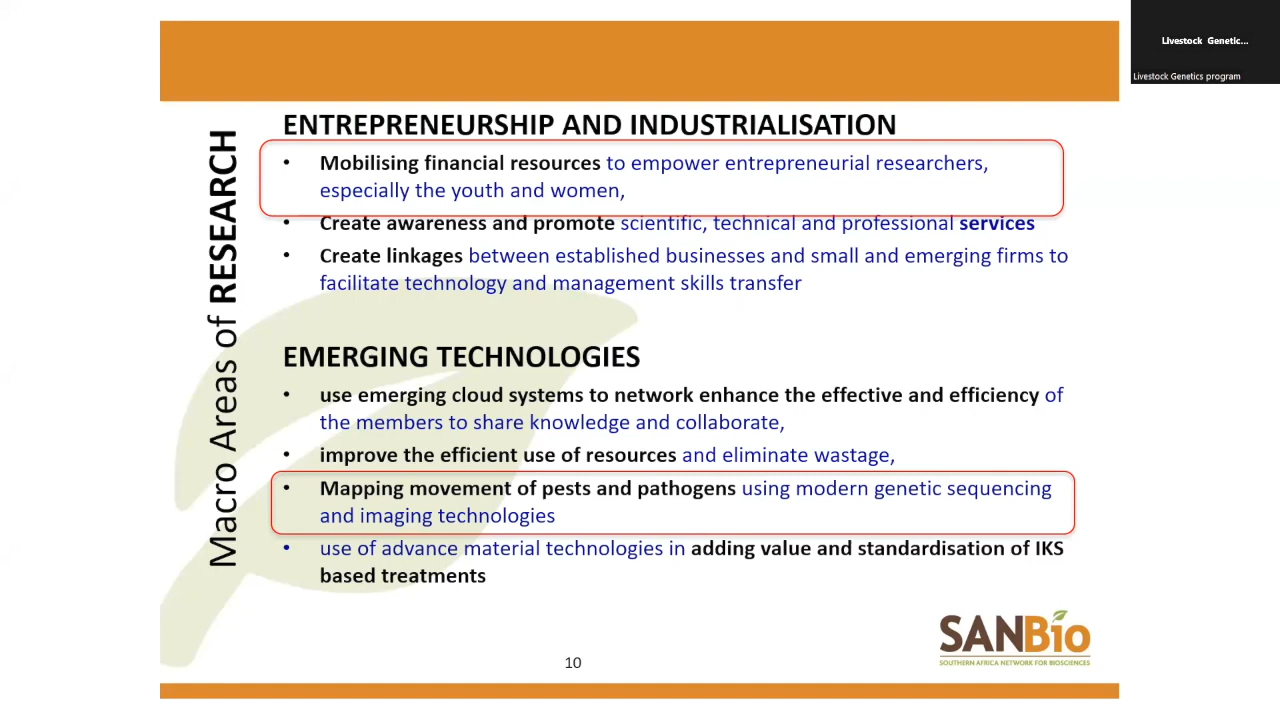 Livestock Genetic...
Livestock Genetics program
Macro Areas of RESEARCH
ENTREPRENEURSHIP AND INDUSTRIALISATION
• Mobilising financial resources to empower entrepreneurial researchers,
especially the youth and women,
• Create awareness and promote scientific, technical and professional services
• Create linkages between established businesses and small and emerging firms to
facilitate technology and management skills transfer
EMERGING TECHNOLOGIES
• use emerging cloud systems to network enhance the effective and efficiency of
the members to share knowledge and collaborate,
• improve the efficient use of resources and eliminate wastage,
• Mapping movement of pests and pathogens using modern genetic sequencing
and imaging technologies
• use of advance material technologies in adding value and standardisation of IKS
based treatments
SANBio
SOUTHERN AFRICA NETWORK FOR BIOSCIENCES
10